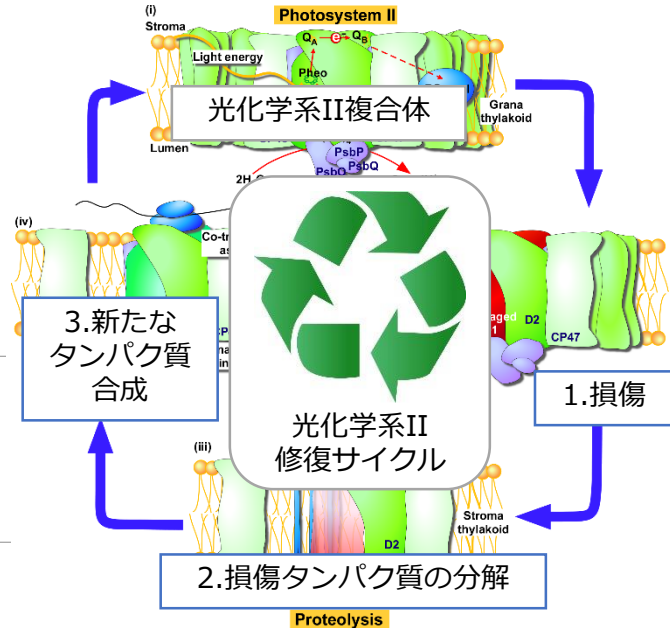 (i)
Photosystem II
Stroma
QA
e-
QB
Light energy
Pheo
光化学系II複合体
Grana
thylakoid
Lumen
PsbP
PsbQ
PsbO
(iv)
D2
CP47
3.新たな
タンパク質
合成
1.損傷
光化学系II
修復サイクル
(iii)
Stroma
thylakoid
D2
2.損傷タンパク質の分解
Proteolysis